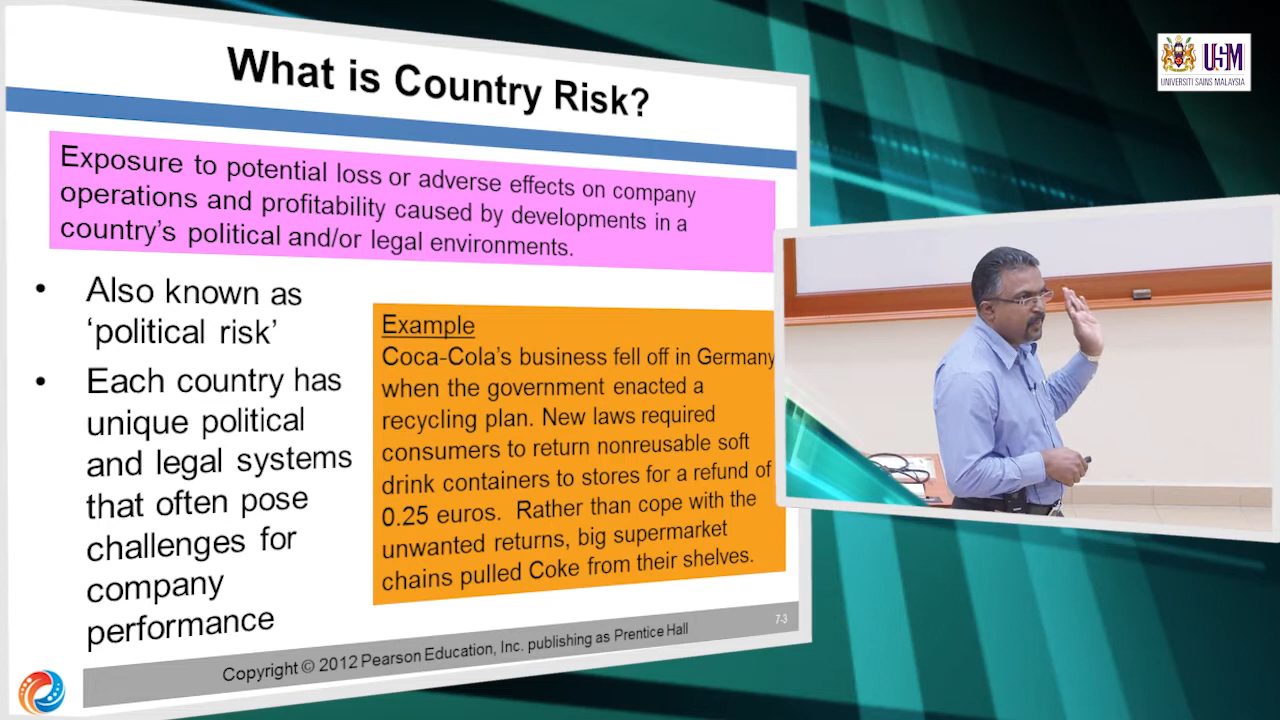 What is Country Risk?
Exposure to potential loss or adverse effects on company
operations and profitability caused by developments in a
country's political and/or legal environments.
• Also known as
‘political risk’
• Each country has
unique political
and legal systems
that often pose
challenges for
company
performance
Example
Coca-Cola's business fell off in Germany
when the government enacted a
recycling plan. New laws required
consumers to return nonreusable soft
drink containers to stores for a refund of
0.25 euros. Rather than cope with the
unwanted returns, big supermarket
chains pulled Coke from their shelves.
Copyright © 2012 Pearson Education, Inc. publishing as Prentice Hall
7-3
USM
UNIVERSITI SAINS MALAYSIA